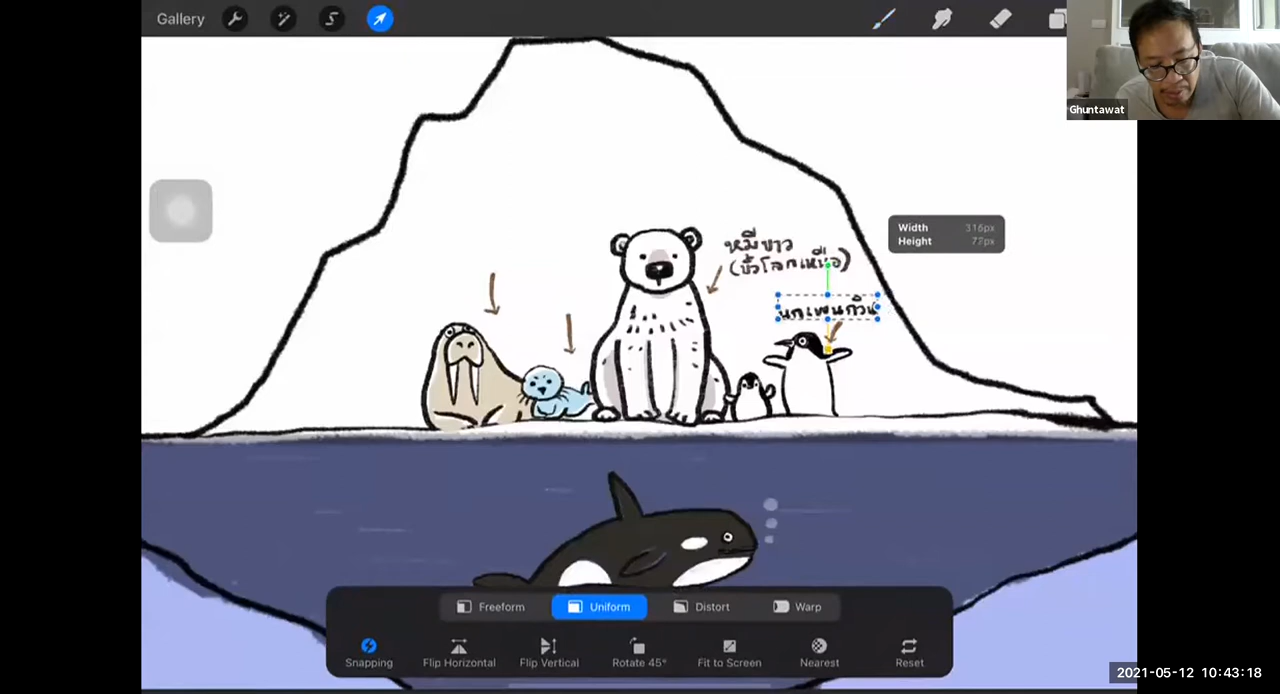 Gallery
Ghuntawat
Width 316px
Height 77px
หมีขาว
(ขั้วโลกเหนือ)
นกเพนกวิน
Freeform Uniform Distort Warp
Snapping Flip Horizontal Flip Vertical Rotate 45° Fit to Screen Nearest Reset
2021-05-12 10:43:18